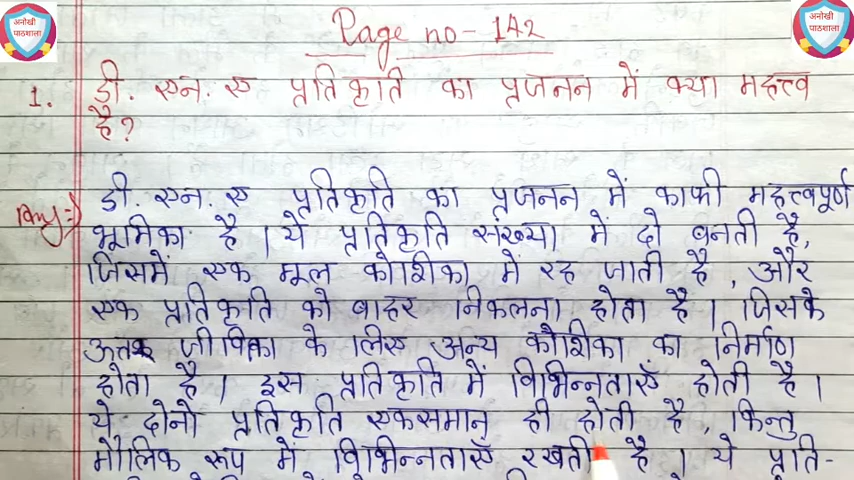 अनोखी पाठशाला
Page no - 142
अनोखी पाठशाला
1. डी. एन. ए प्रतिकृति का प्रजनन में क्या महत्त्व
है?
Ans⇒ डी. एन. ए प्रतिकृति का प्रजनन में काफी महत्त्वपूर्ण
भूमिका है। ये प्रतिकृति संख्या में दो बनती है,
जिसमें एक मूल कोशिका में रह जाती है, और
एक प्रतिकृति को बाहर निकलना होता है। जिसके
जीविता के लिए अन्य कोशिका का निर्माण
होता है। इस प्रतिकृति में विभिन्नताएँ होती है।
ये दोनों प्रतिकृति एकसमान ही होती है, किन्तु
मौलिक रूप में विभिन्नताएँ रखती है। ये प्रति-